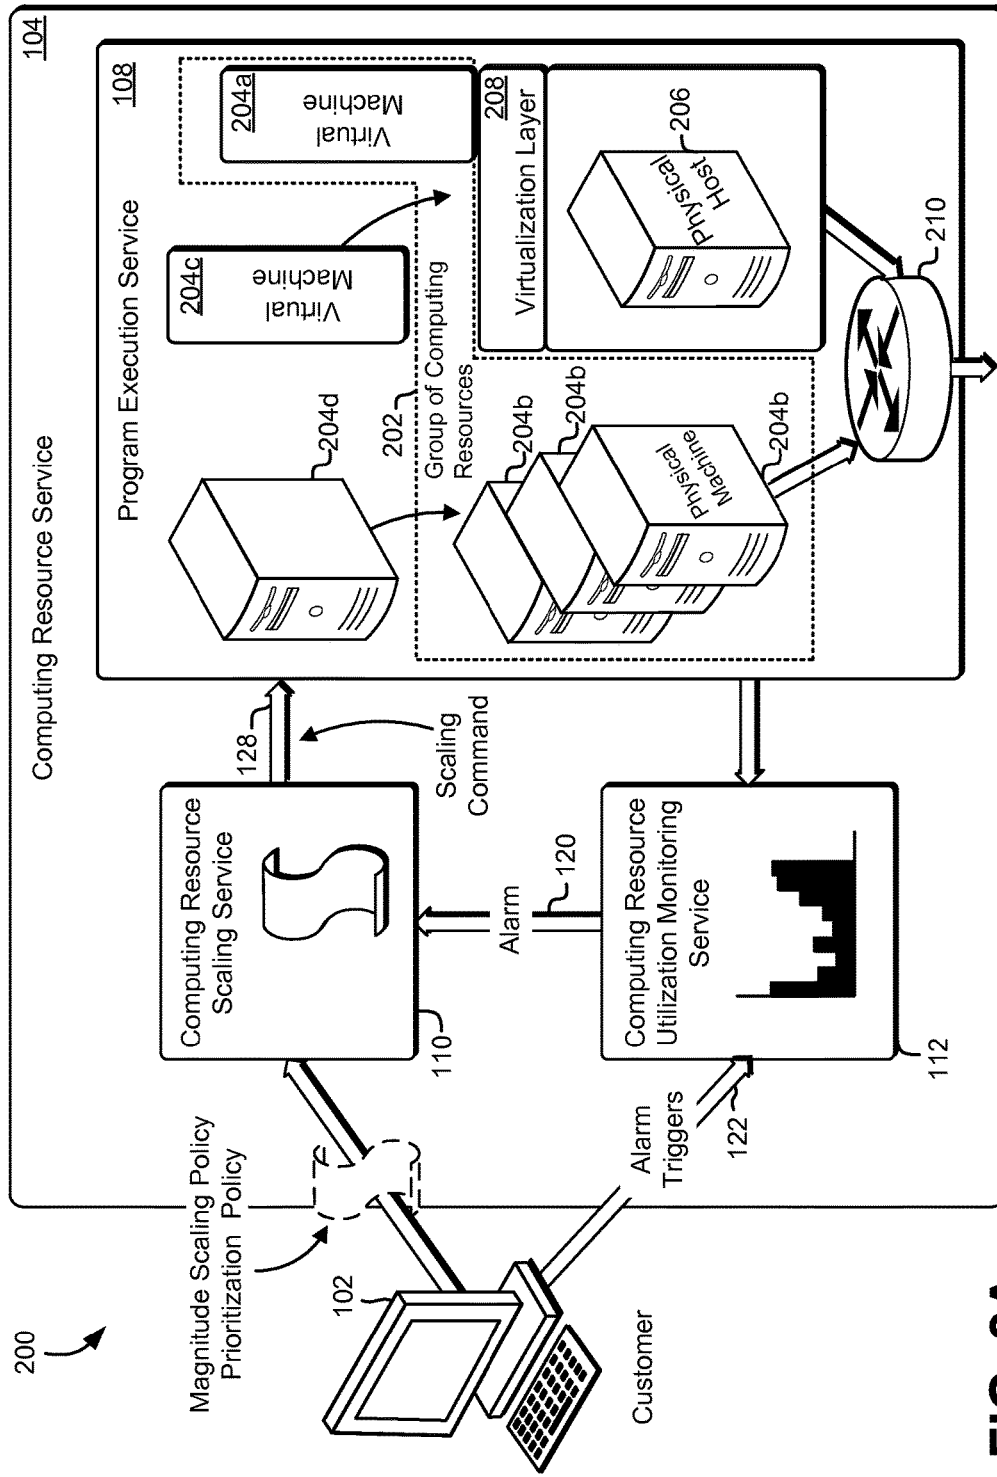 200
Computing Resource Service
104
Program Execution Service
108
Magnitude Scaling Policy
Prioritization Policy
102
Customer
Computing Resource
Scaling Service
110
128
Scaling
Command
Alarm
120
Alarm
Triggers
122
Computing Resource
Utilization Monitoring
Service
112
204d
204c
Virtual
Machine
204a
Virtual
Machine
202
Group of Computing
Resources
204b
204b
204b
Physical
Machine
208
Virtualization Layer
Physical
Host
206
210